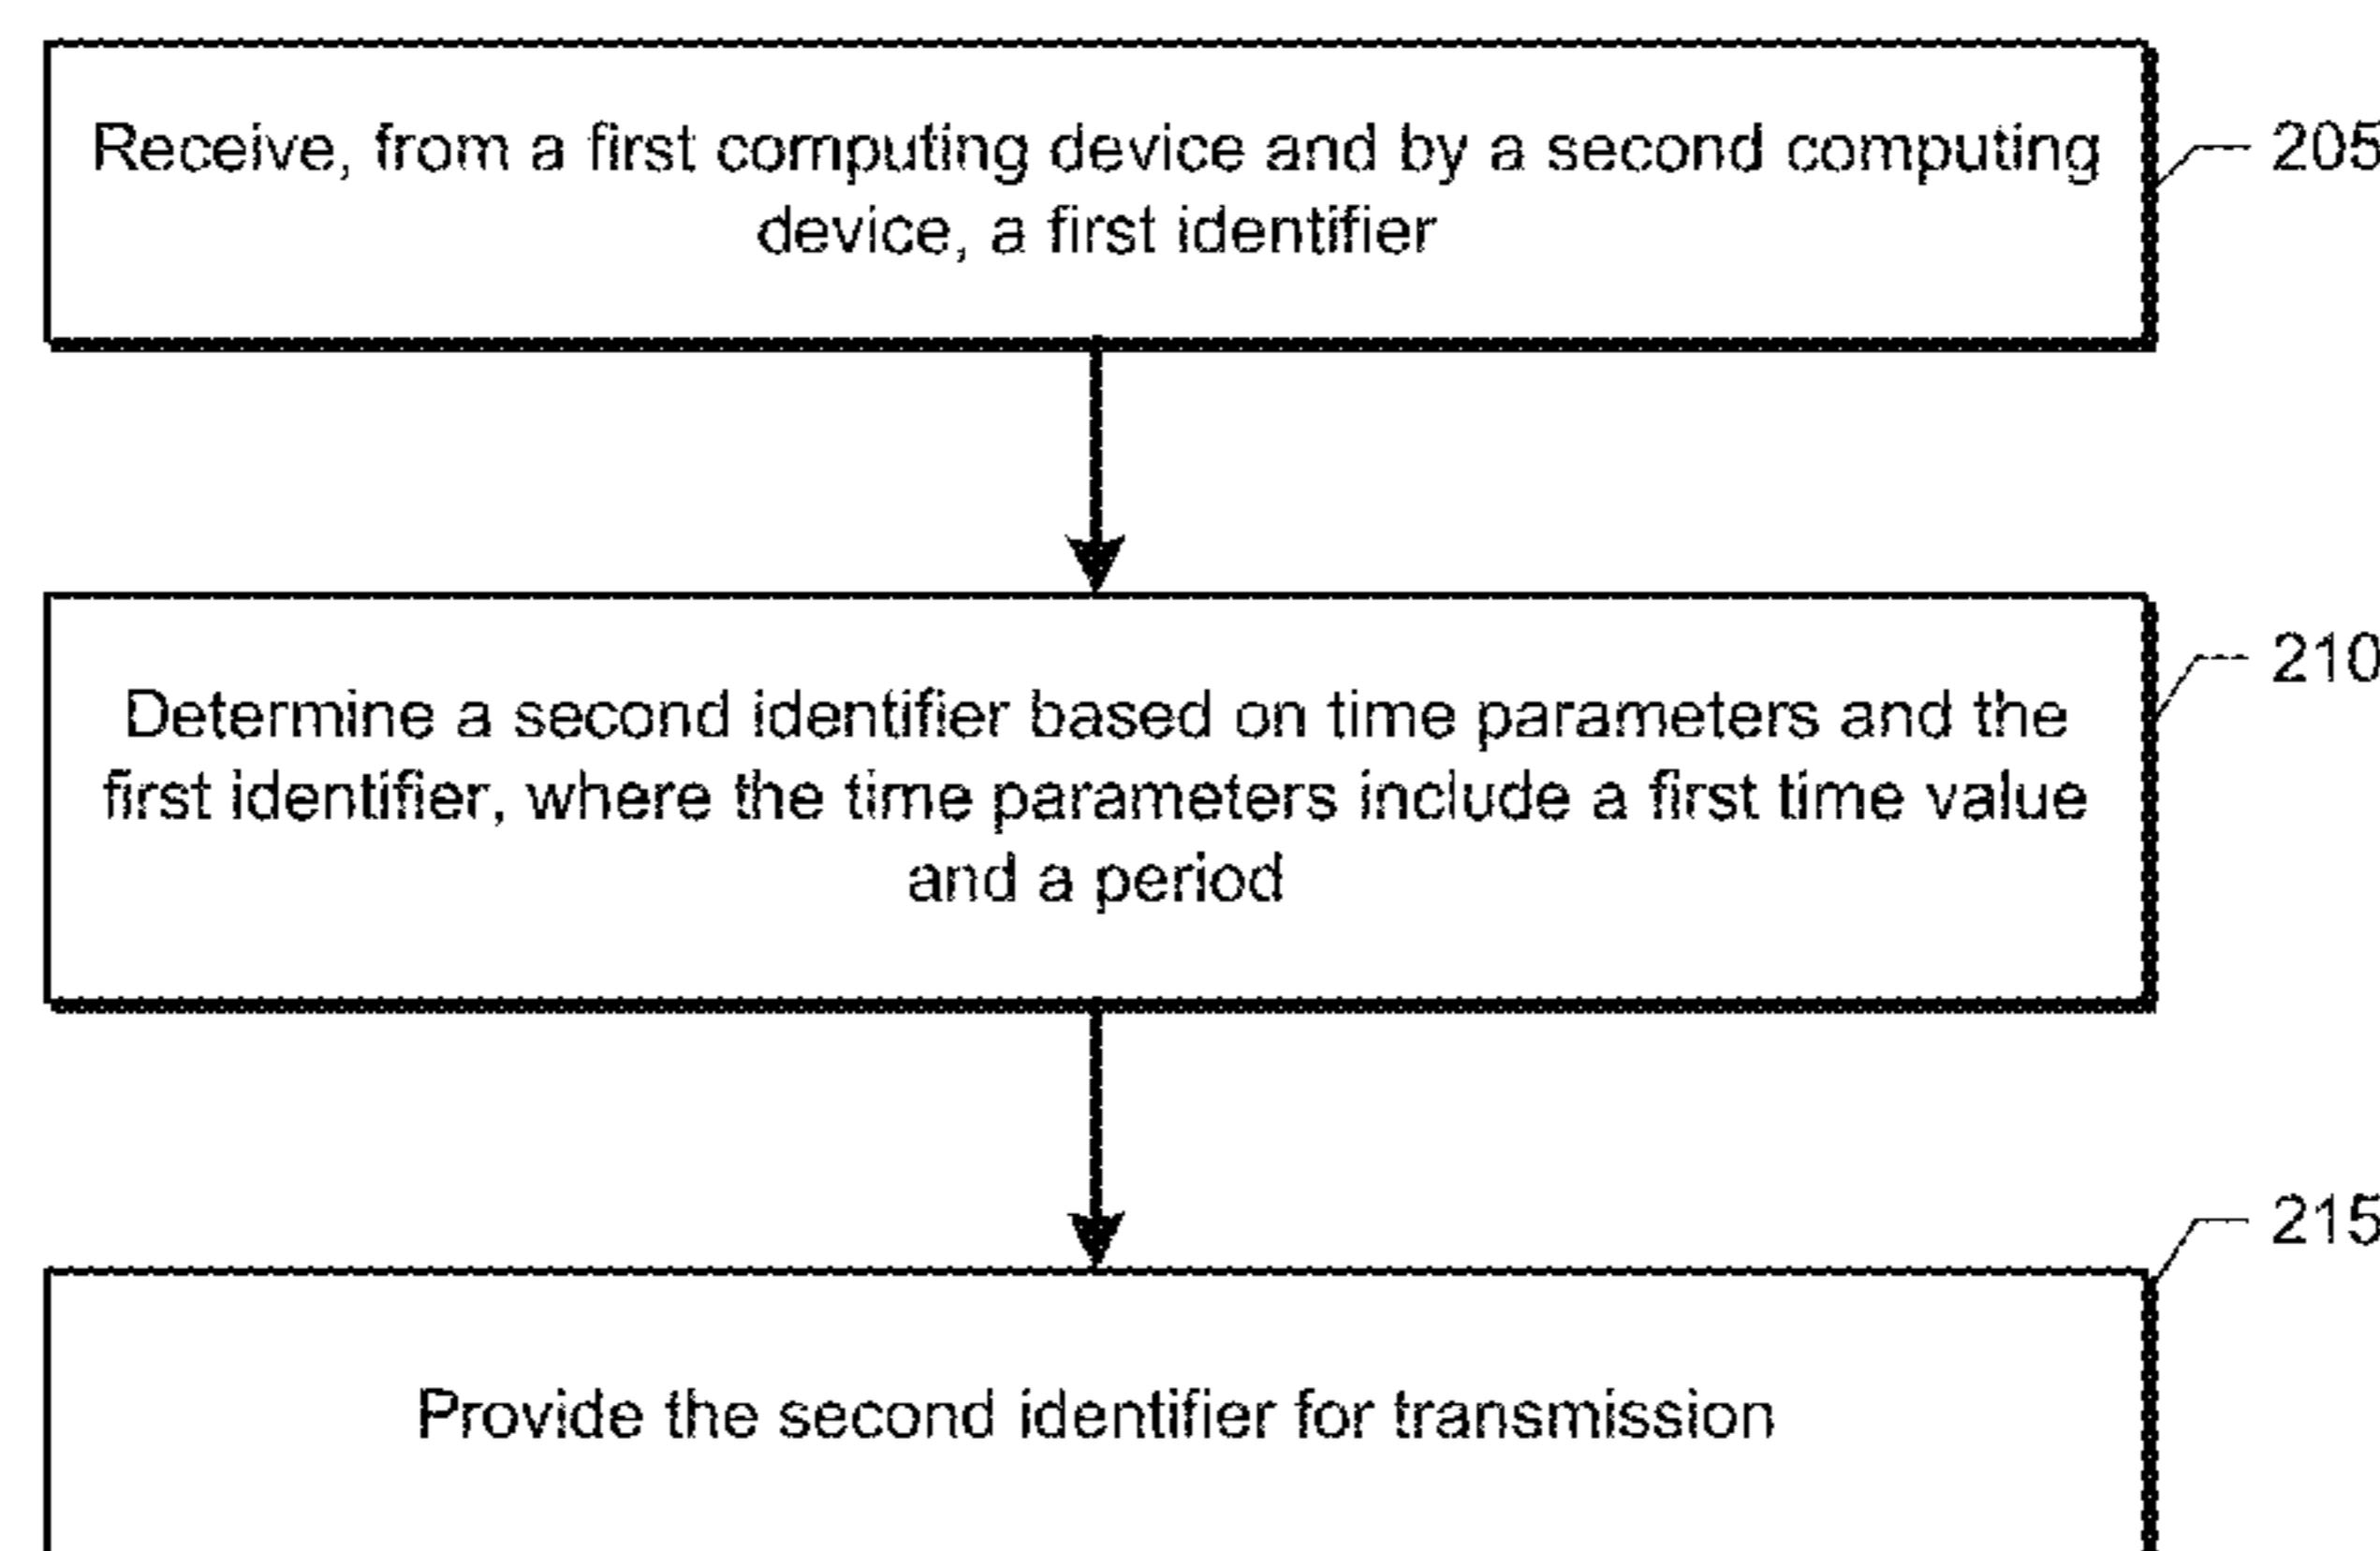 Receive, from a first computing device and by a second computing
device, a first identifier
205
Determine a second identifier based on time parameters and the
first identifier, where the time parameters include a first time value
and a period
210
Provide the second identifier for transmission
215